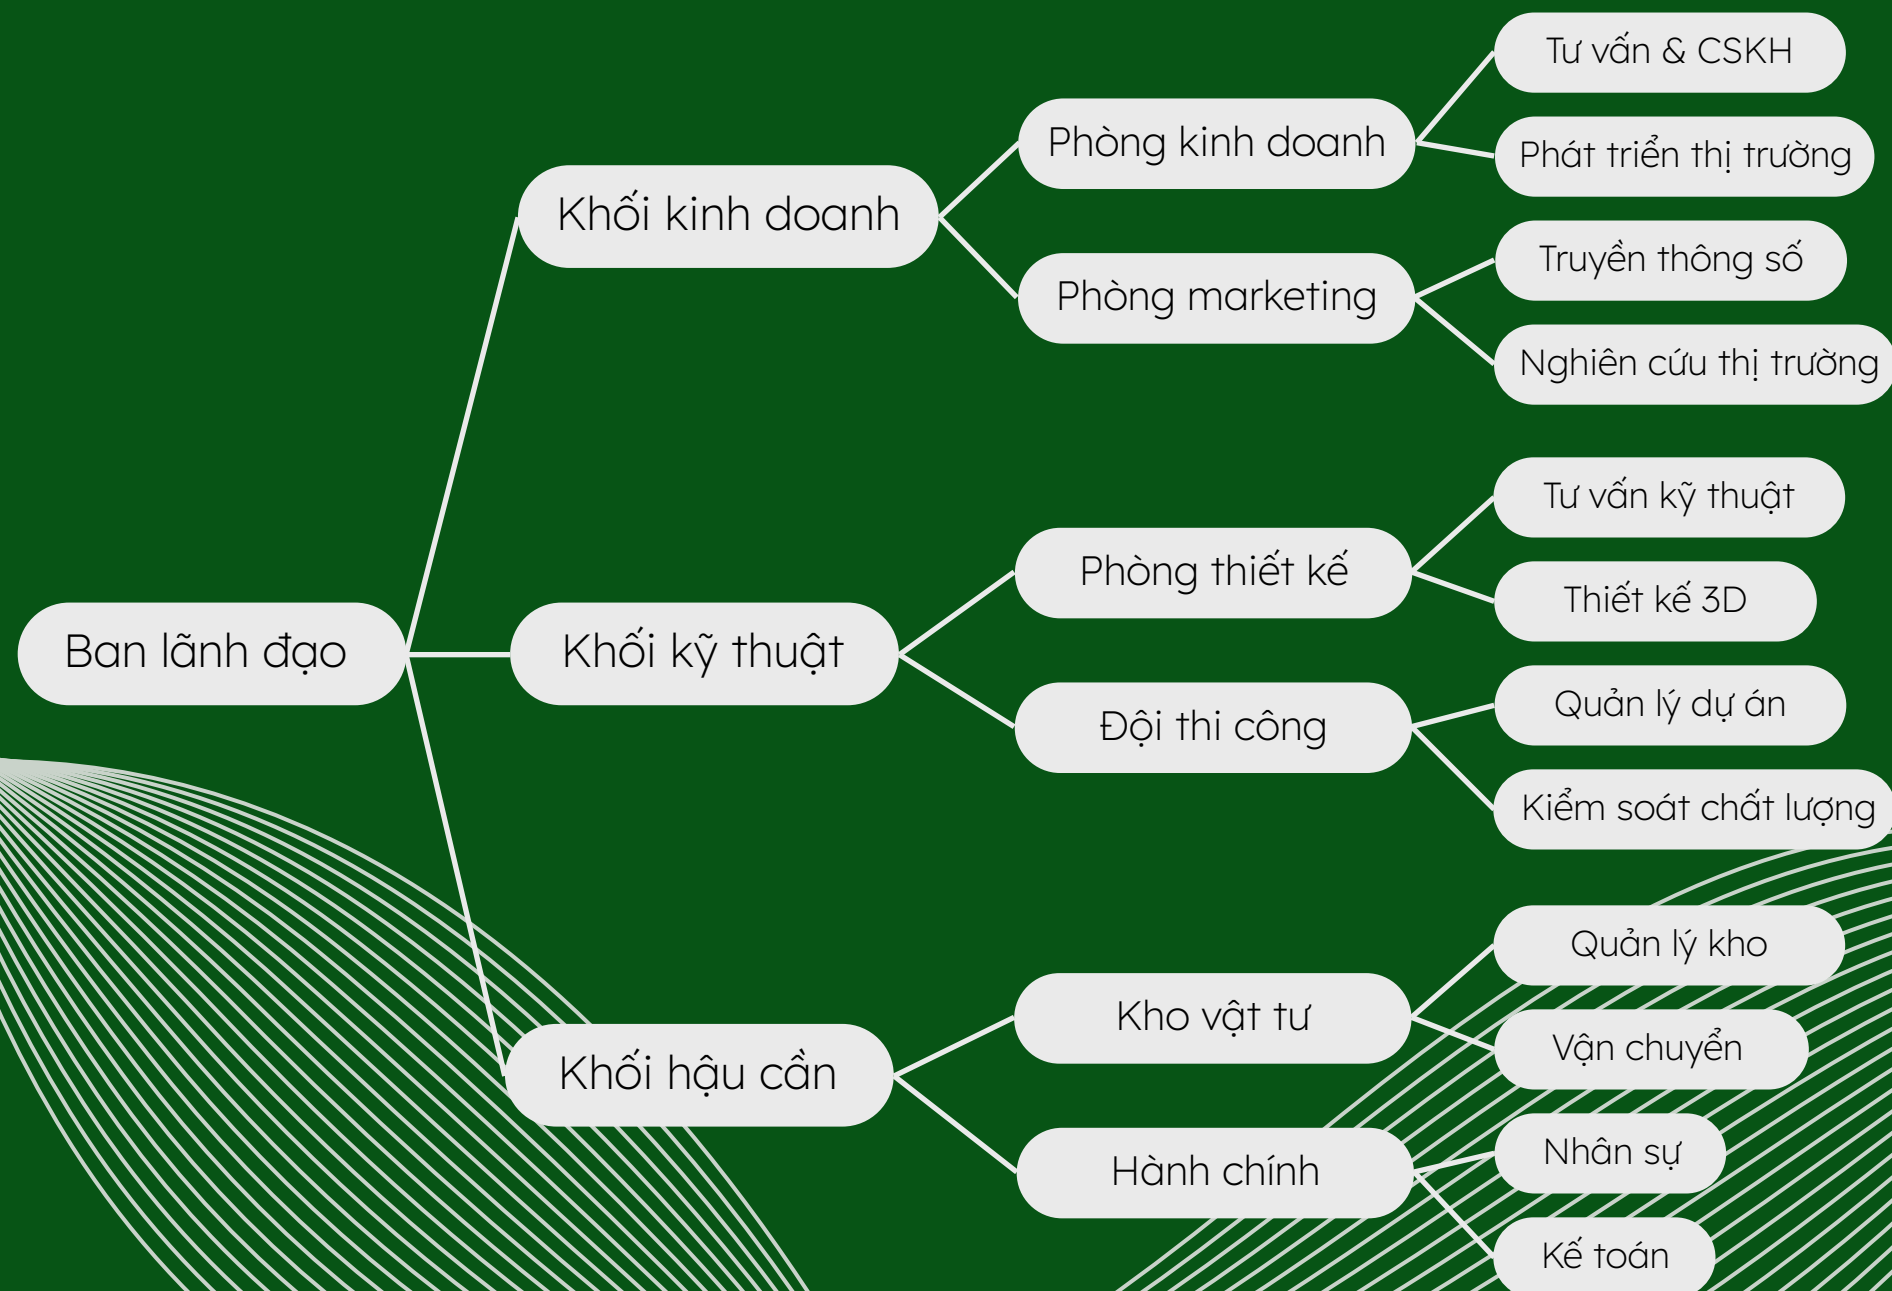 Ban lãnh đạo
Khối kinh doanh
Phòng kinh doanh
Tư vấn & CSKH
Phát triển thị trường
Phòng marketing
Truyền thông số
Nghiên cứu thị trường
Khối kỹ thuật
Phòng thiết kế
Tư vấn kỹ thuật
Thiết kế 3D
Đội thi công
Quản lý dự án
Kiểm soát chất lượng
Khối hậu cần
Kho vật tư
Quản lý kho
Vận chuyển
Hành chính
Nhân sự
Kế toán